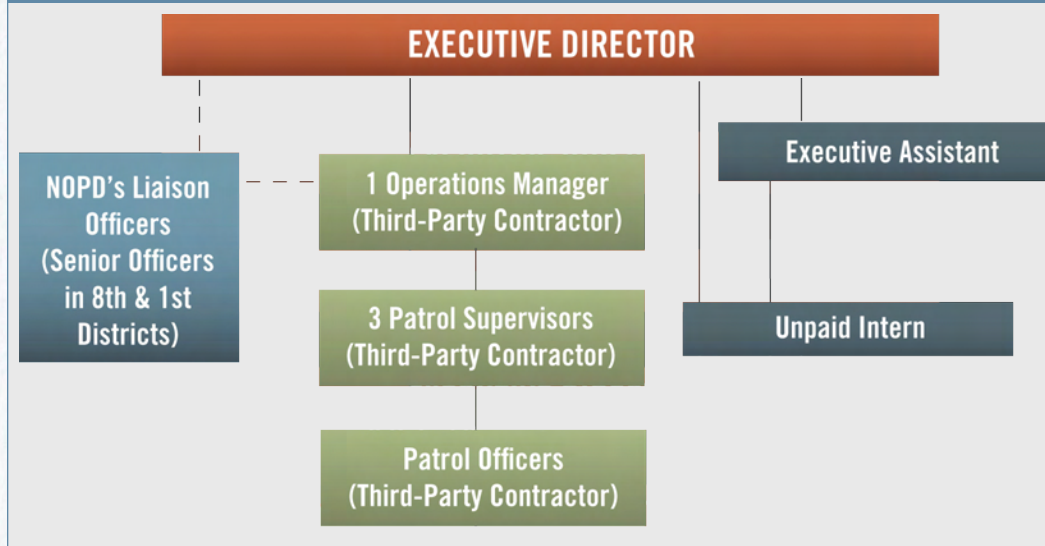 EXECUTIVE DIRECTOR
NOPD's Liaison
Officers
(Senior Officers
in 8th & 1st
Districts)
1 Operations Manager
(Third-Party Contractor)
3 Patrol Supervisors
(Third-Party Contractor)
Patrol Officers
(Third-Party Contractor)
Executive Assistant
Unpaid Intern